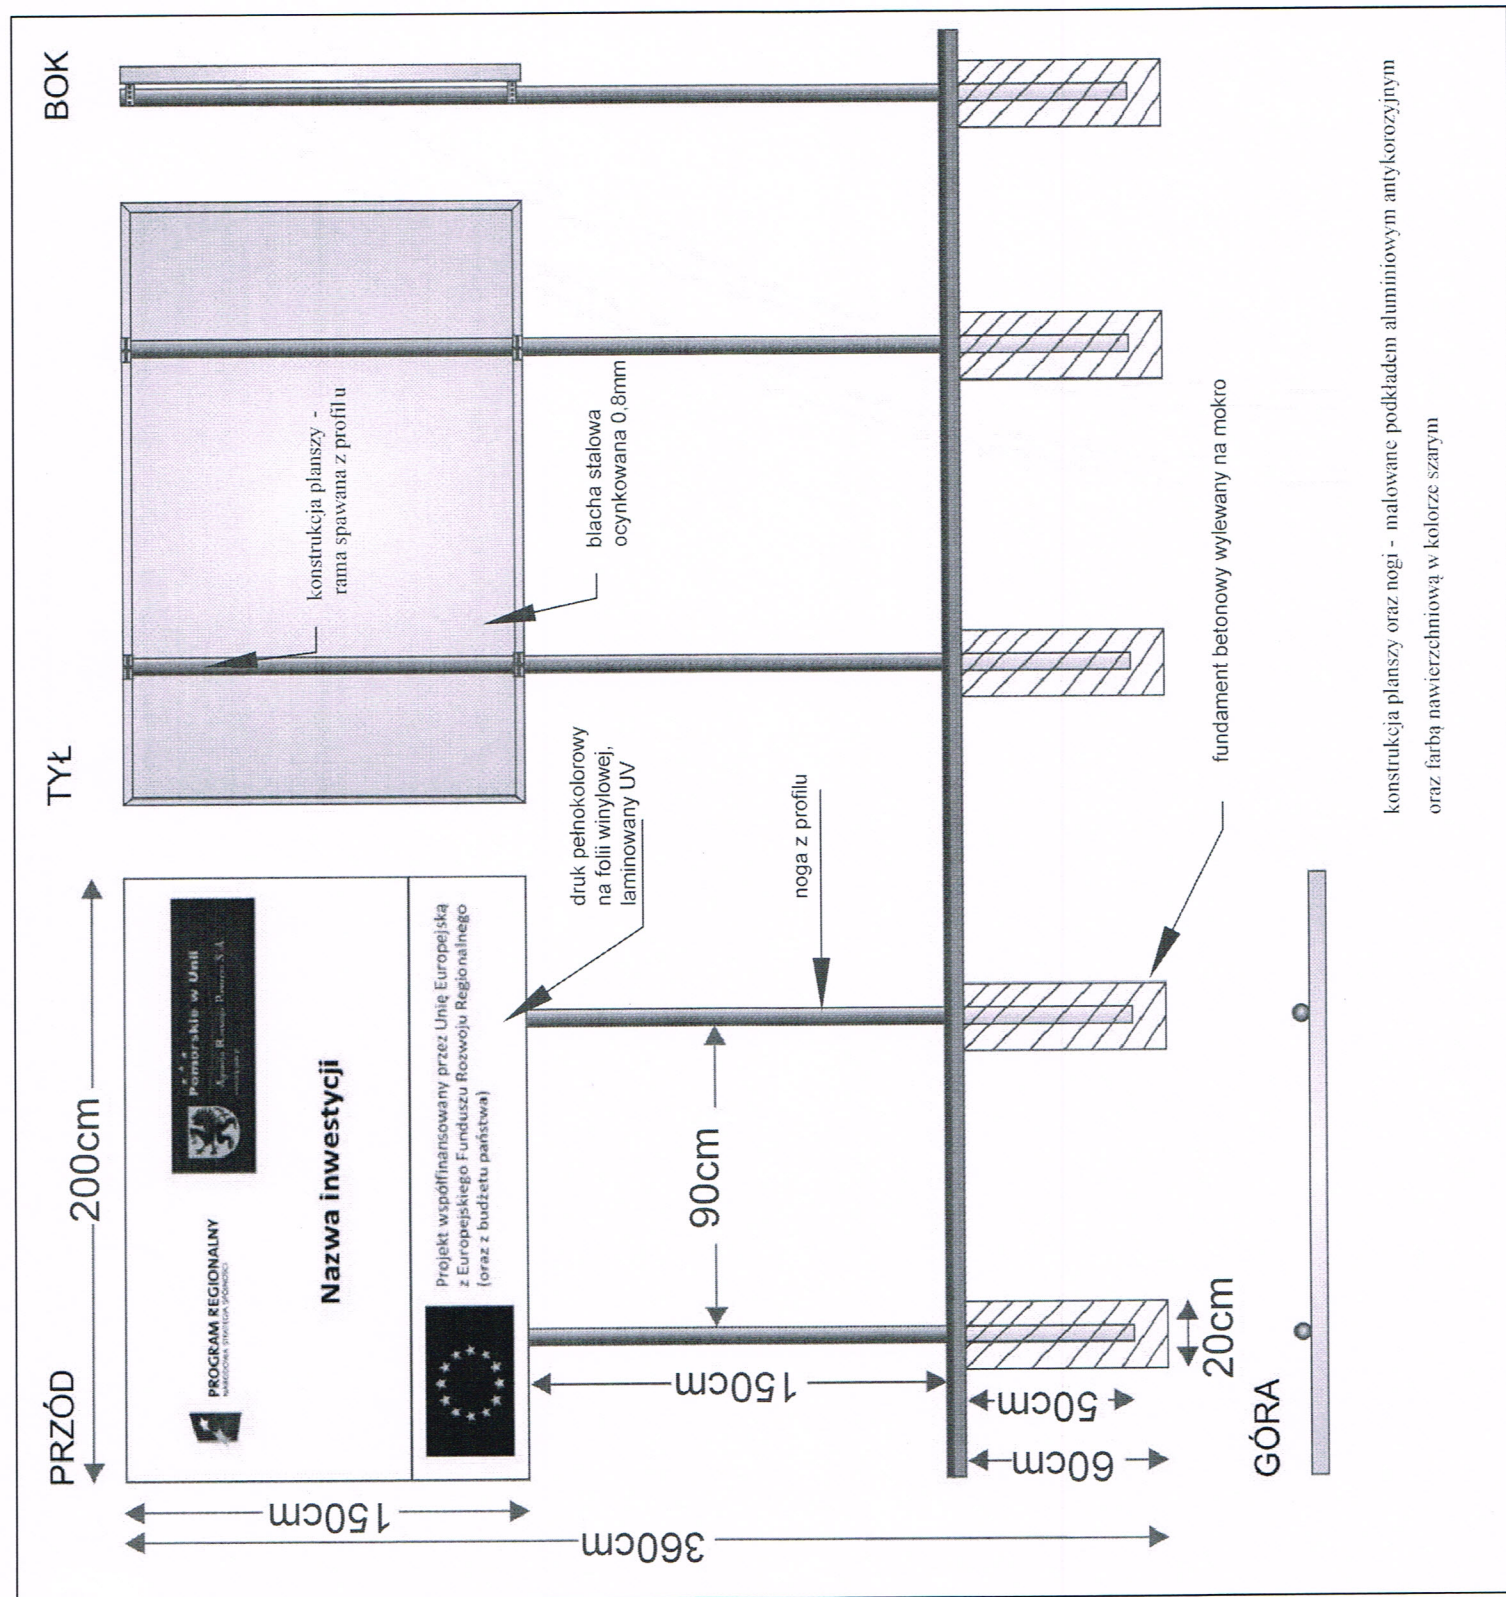 PRZÓD
TYŁ
BOK
200cm
PROGRAM REGIONALNY
NARODOWA STRATEGIA SPÓJNOŚCI
Pomorskie w Unii
Nazwa inwestycji
Projekt współfinansowany przez Unię Europejską
z Europejskiego Funduszu Rozwoju Regionalnego
(oraz z budżetu państwa)
konstrukcja planszy -
rama spawana z profilu
blacha stalowa
ocynkowana 0,8mm
druk pełnokolorowy
na folii winylowej,
laminowany UV
noga z profilu
150cm
360cm
90cm
150cm
50cm
60cm
20cm
fundament betonowy wylewany na mokro
GÓRA
konstrukcja planszy oraz nogi - malowane podkładem aluminiowym antykorozyjnym
oraz farbą nawierzchniową w kolorze szarym